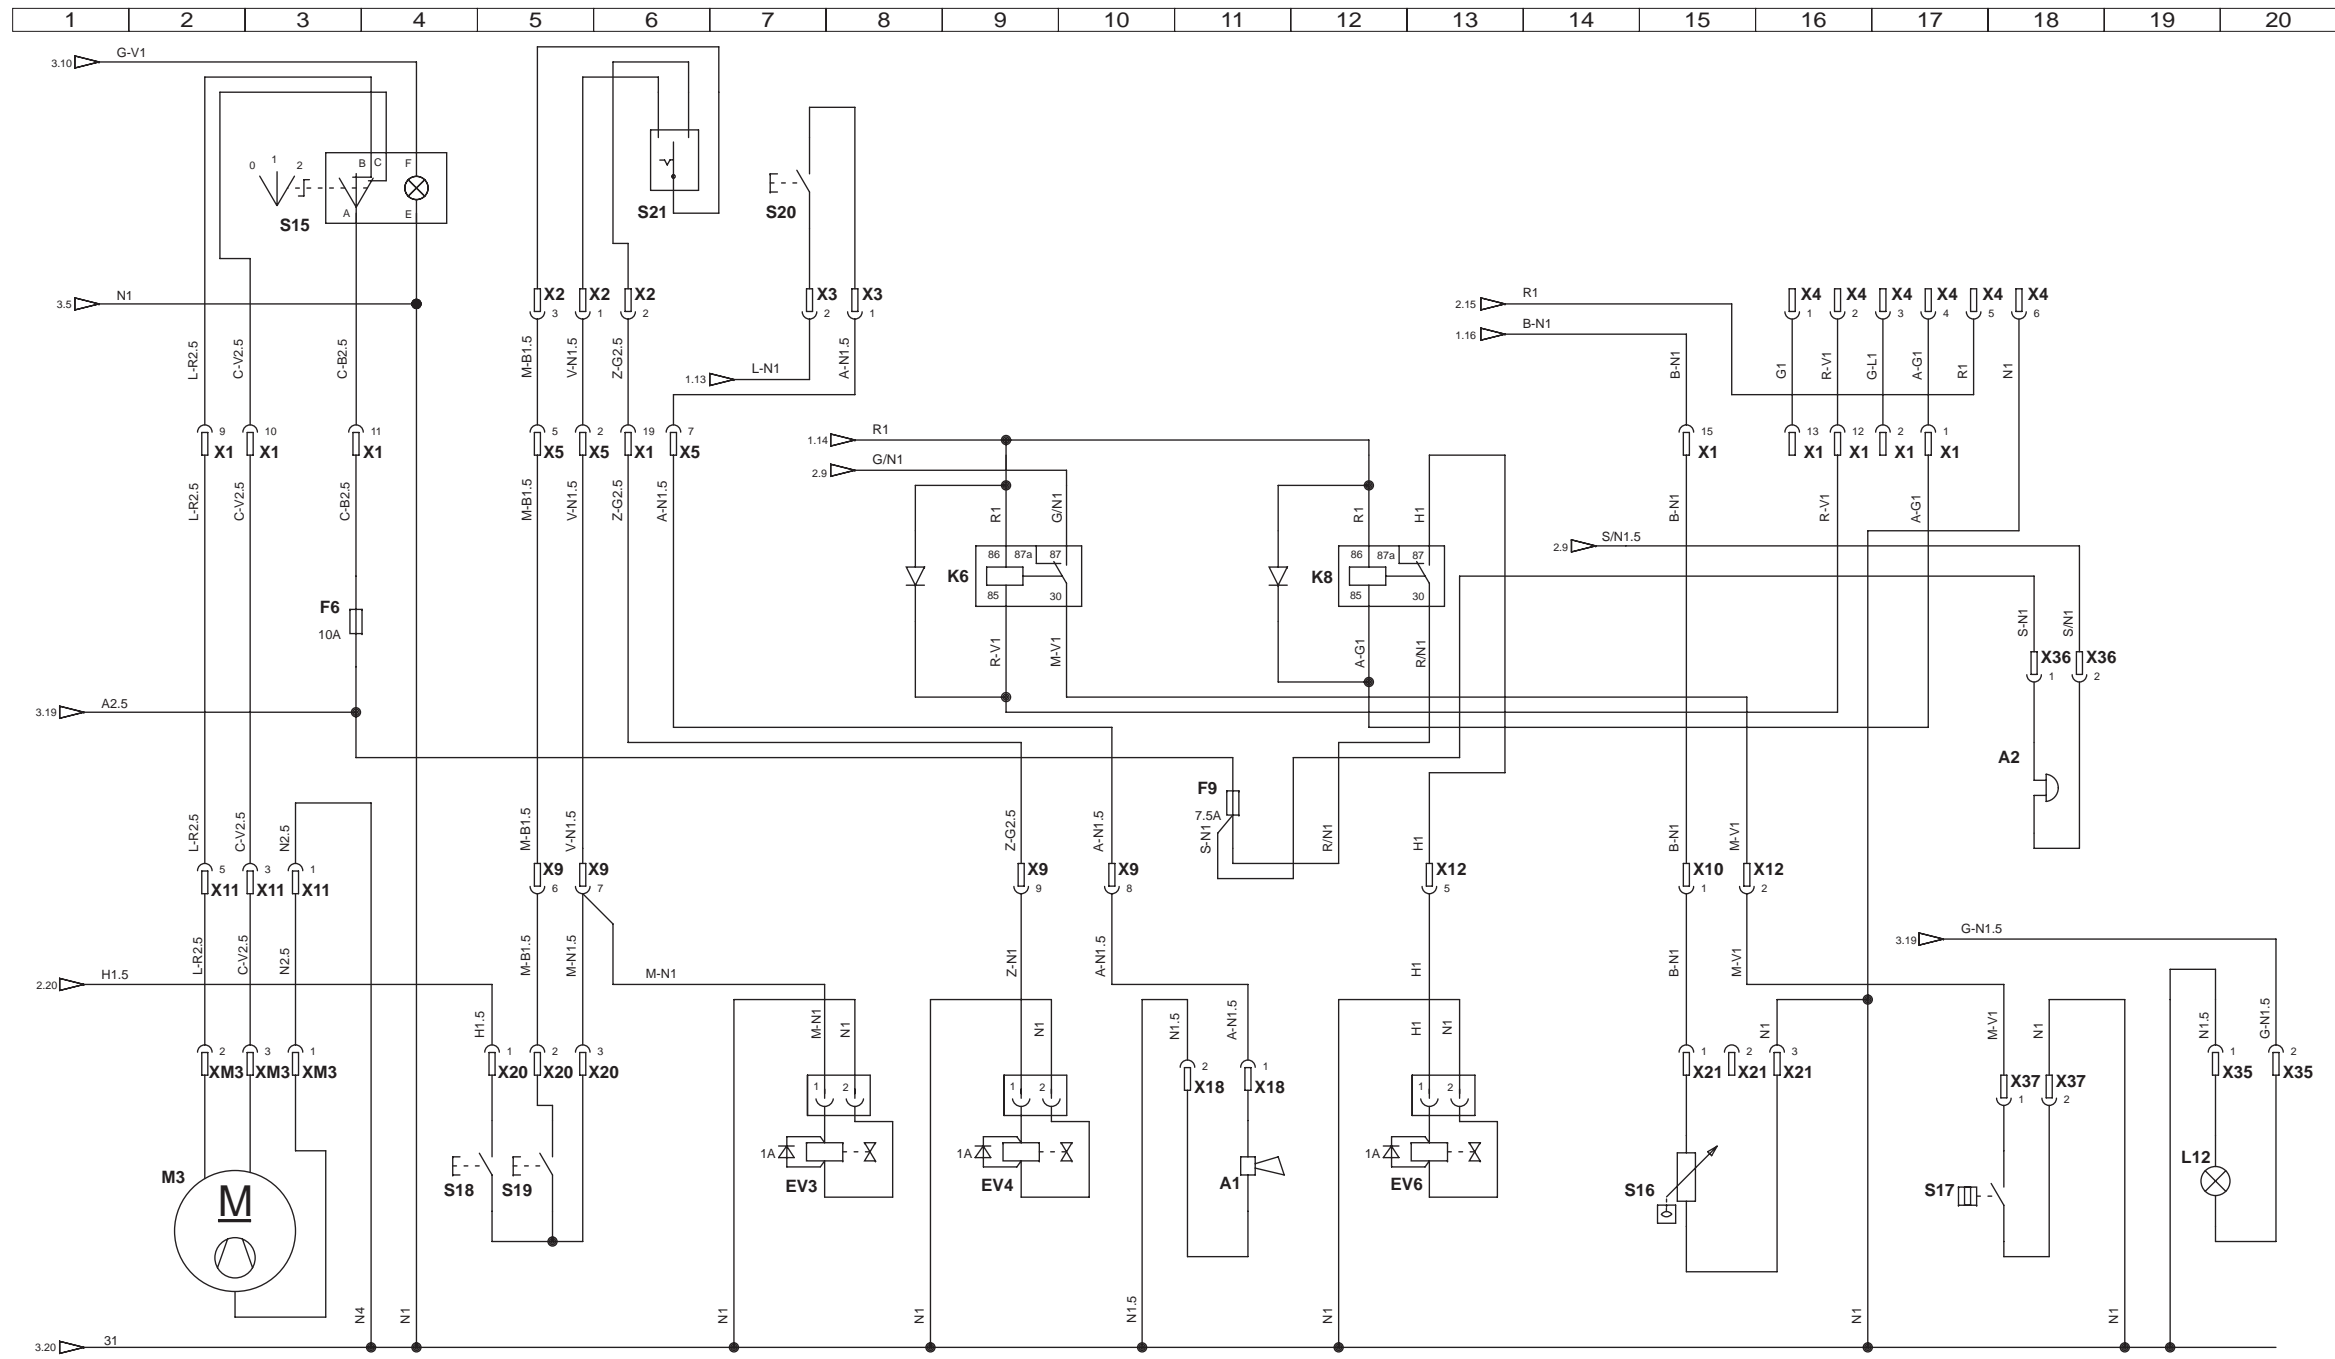 1 2 3 4 5 6 7 8 9 10 11 12 13 14 15 16 17 18 19 20
3.10 G-V1
0 1 2 B C F
A E
S15
S21
S20
3.5 N1
X2 X2 X2 X3 X3
3 1 2 2 1
2.15 R1
1.16 B-N1
X4 X4 X4 X4 X4 X4
1 2 3 4 5 6
L-R2.5 C-V2.5 C-B2.5 M-B1.5 V-N1.5 Z-G2.5 A-N1.5 B-N1 G1 R-V1 G-L1 A-G1 R1 N1
1.13 L-N1
9 10 11 5 2 19 7 15 13 12 2 1
X1 X1 X1 X5 X5 X1 X5 X1 X1 X1 X1 X1
1.14 R1
2.9 G/N1
L-R2.5 C-V2.5 C-B2.5 M-B1.5 V-N1.5 Z-G2.5 A-N1.5 R1 G/N1 R1 H1 B-N1 R-V1 A-G1
2.9 S/N1.5
86 87a 87 86 87a 87
K6 K8
85 30 85 30
F6
10A
R-V1 M-V1 A-G1 R/N1 S-N1 S/N1
X36 X36
1 2
3.19 A2.5
A2
F9
7.5A
L-R2.5 C-V2.5 N2.5 M-B1.5 V-N1.5 Z-G2.5 A-N1.5 S-N1 R/N1 H1 B-N1 M-V1
5 3 1
X9 X9 X9 X9 X12 X10 X12
6 7 9 8 5 1 2
X11 X11 X11
L-R2.5 C-V2.5 N2.5 M-B1.5 M-N1.5 Z-N1 A-N1.5 H1 B-N1 M-V1
3.19 G-N1.5
2.20 H1.5 M-N1
H1.5 M-N1 N1 N1 N1.5 A-N1.5 H1 N1 N1 M-V1 N1 N1.5 G-N1.5
2 3 1 1 2 3 2 1 1 2 3 1 2
XM3 XM3 XM3 X20 X20 X20 X18 X18 X21 X21 X21 X37 X37 X35 X35
1 2 1 2 1 2 1 2
M3 M
S18 S19
1A EV3
1A EV4
A1
1A EV6
S16
S17
L12
N4 N1 N1 N1 N1.5 N1 N1 N1
3.20 31